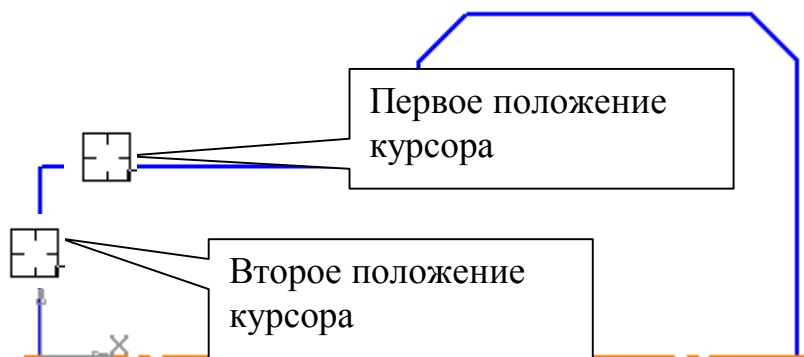 Первое положение
курсора
Второе положение
курсора
X